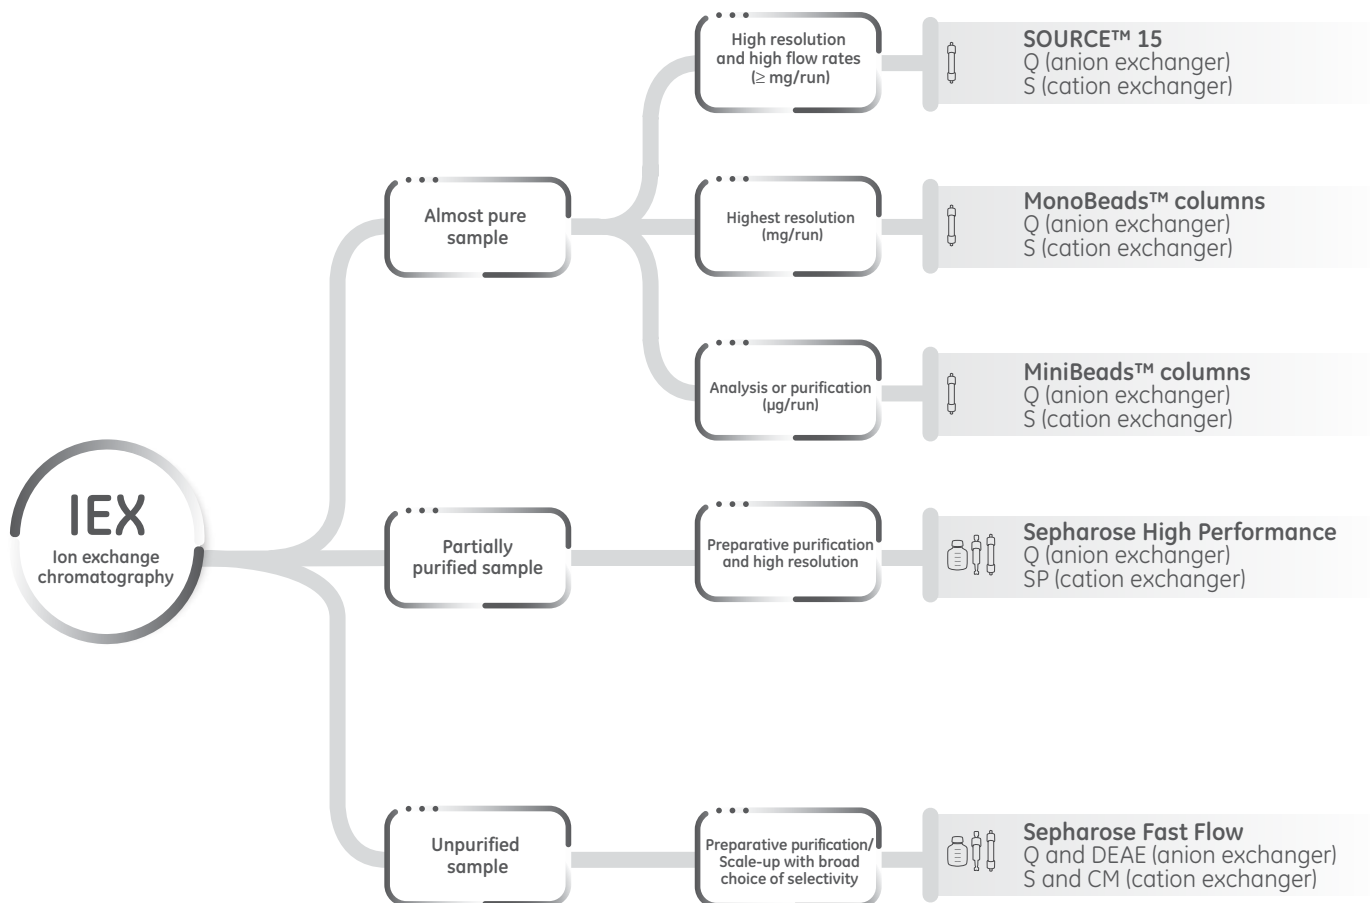 IEX
Ion exchange
chromatography
Almost pure
sample
High resolution
and high flow rates
(≥ mg/run)
SOURCE™ 15
Q (anion exchanger)
S (cation exchanger)
Highest resolution
(mg/run)
MonoBeads™ columns
Q (anion exchanger)
S (cation exchanger)
Analysis or purification
(µg/run)
MiniBeads™ columns
Q (anion exchanger)
S (cation exchanger)
Partially
purified sample
Preparative purification
and high resolution
Sepharose High Performance
Q (anion exchanger)
SP (cation exchanger)
Unpurified
sample
Preparative purification/
Scale-up with broad
choice of selectivity
Sepharose Fast Flow
Q and DEAE (anion exchanger)
S and CM (cation exchanger)